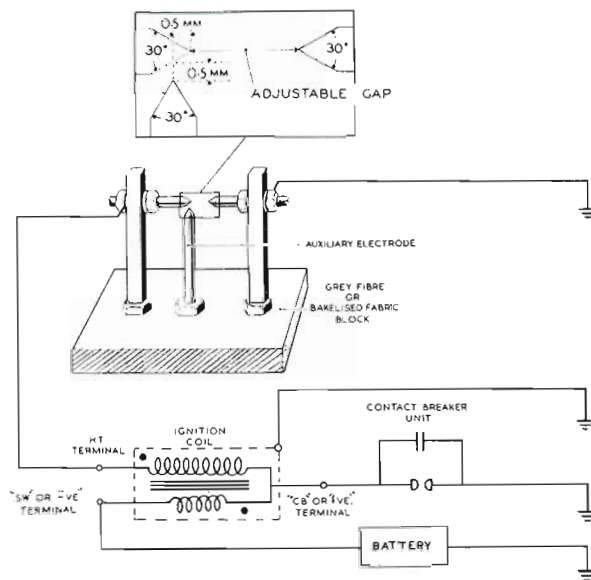 0·5 MM
30°
30°
0·5 MM
ADJUSTABLE GAP
30°
AUXILIARY ELECTRODE
GREY FIBRE
OR
BAKELISED FABRIC
BLOCK
CONTACT BREAKER
UNIT
IGNITION
COIL
HT
TERMINAL
"SW" OR "-VE"
TERMINAL
"CB" OR "+VE"
TERMINAL
BATTERY